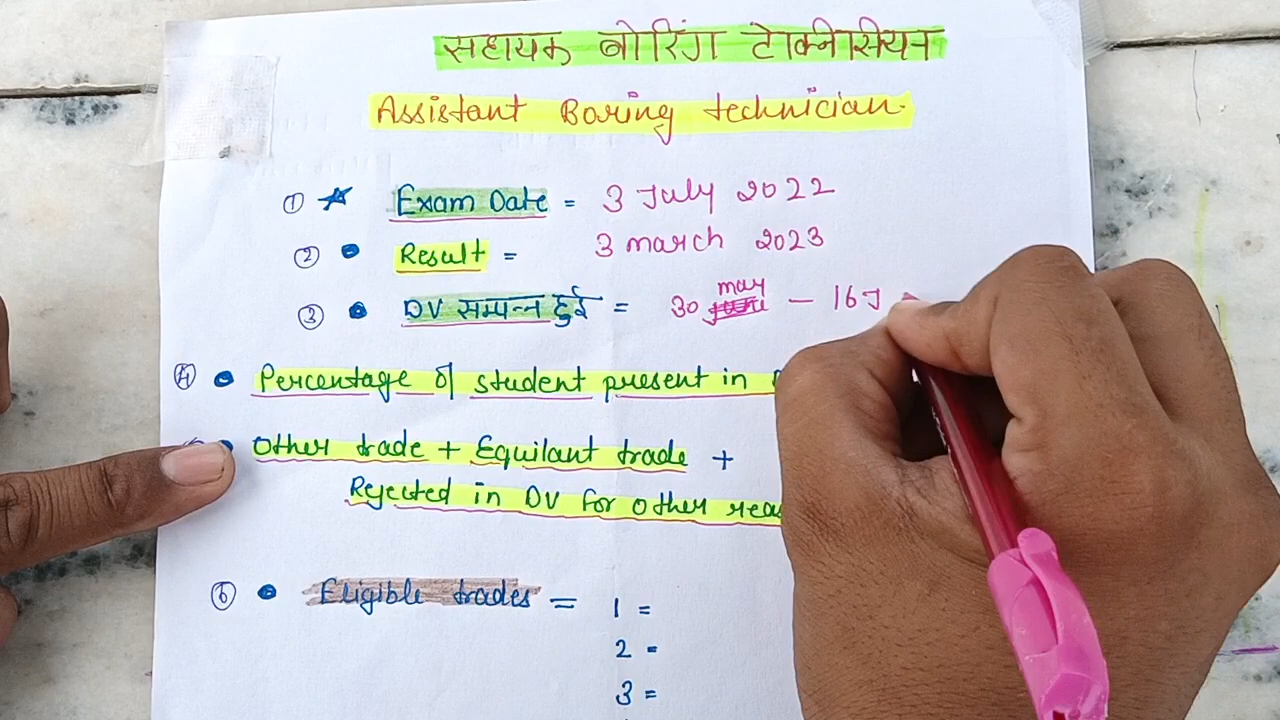 सहायक बोरिंग टेक्नीसियन
Assistant Boring technician.
① Exam Date = 3 July 2022
② Result = 3 march 2023
③ DV सम्पन्न हुई = 30 may – 16 J
④ Percentage of student present in
Other trade + Equilant trade +
Rejected in DV for other
⑥ Eligible trades = 1 =
2 =
3 =